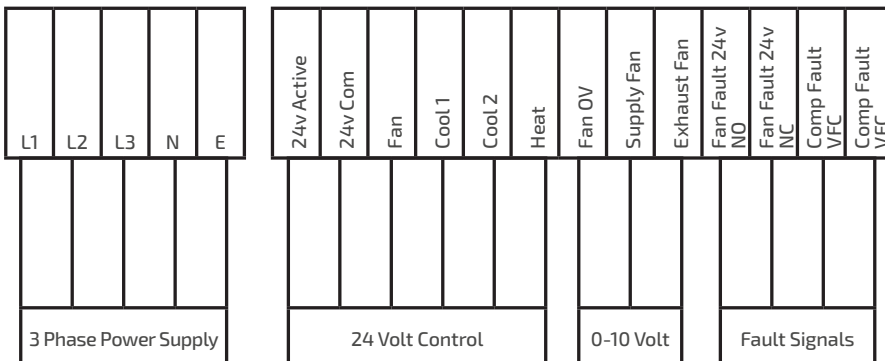 L1
L2
L3
N
E
24v Active
24v Com
Fan
Cool 1
Cool 2
Heat
Fan 0V
Supply Fan
Exhaust Fan
Fan Fault 24v
NO
Fan Fault 24v
NC
Comp Fault
VFC
Comp Fault
VFC
3 Phase Power Supply
24 Volt Control
0-10 Volt
Fault Signals